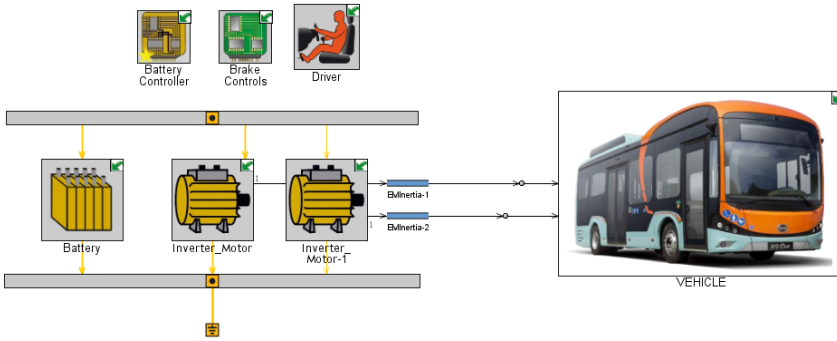 Battery
Controller
Brake
Controls
Driver
Battery
Inverter_Motor
1
Inverter_
Motor-1
1
EMInertia-1
EMInertia-2
VEHICLE